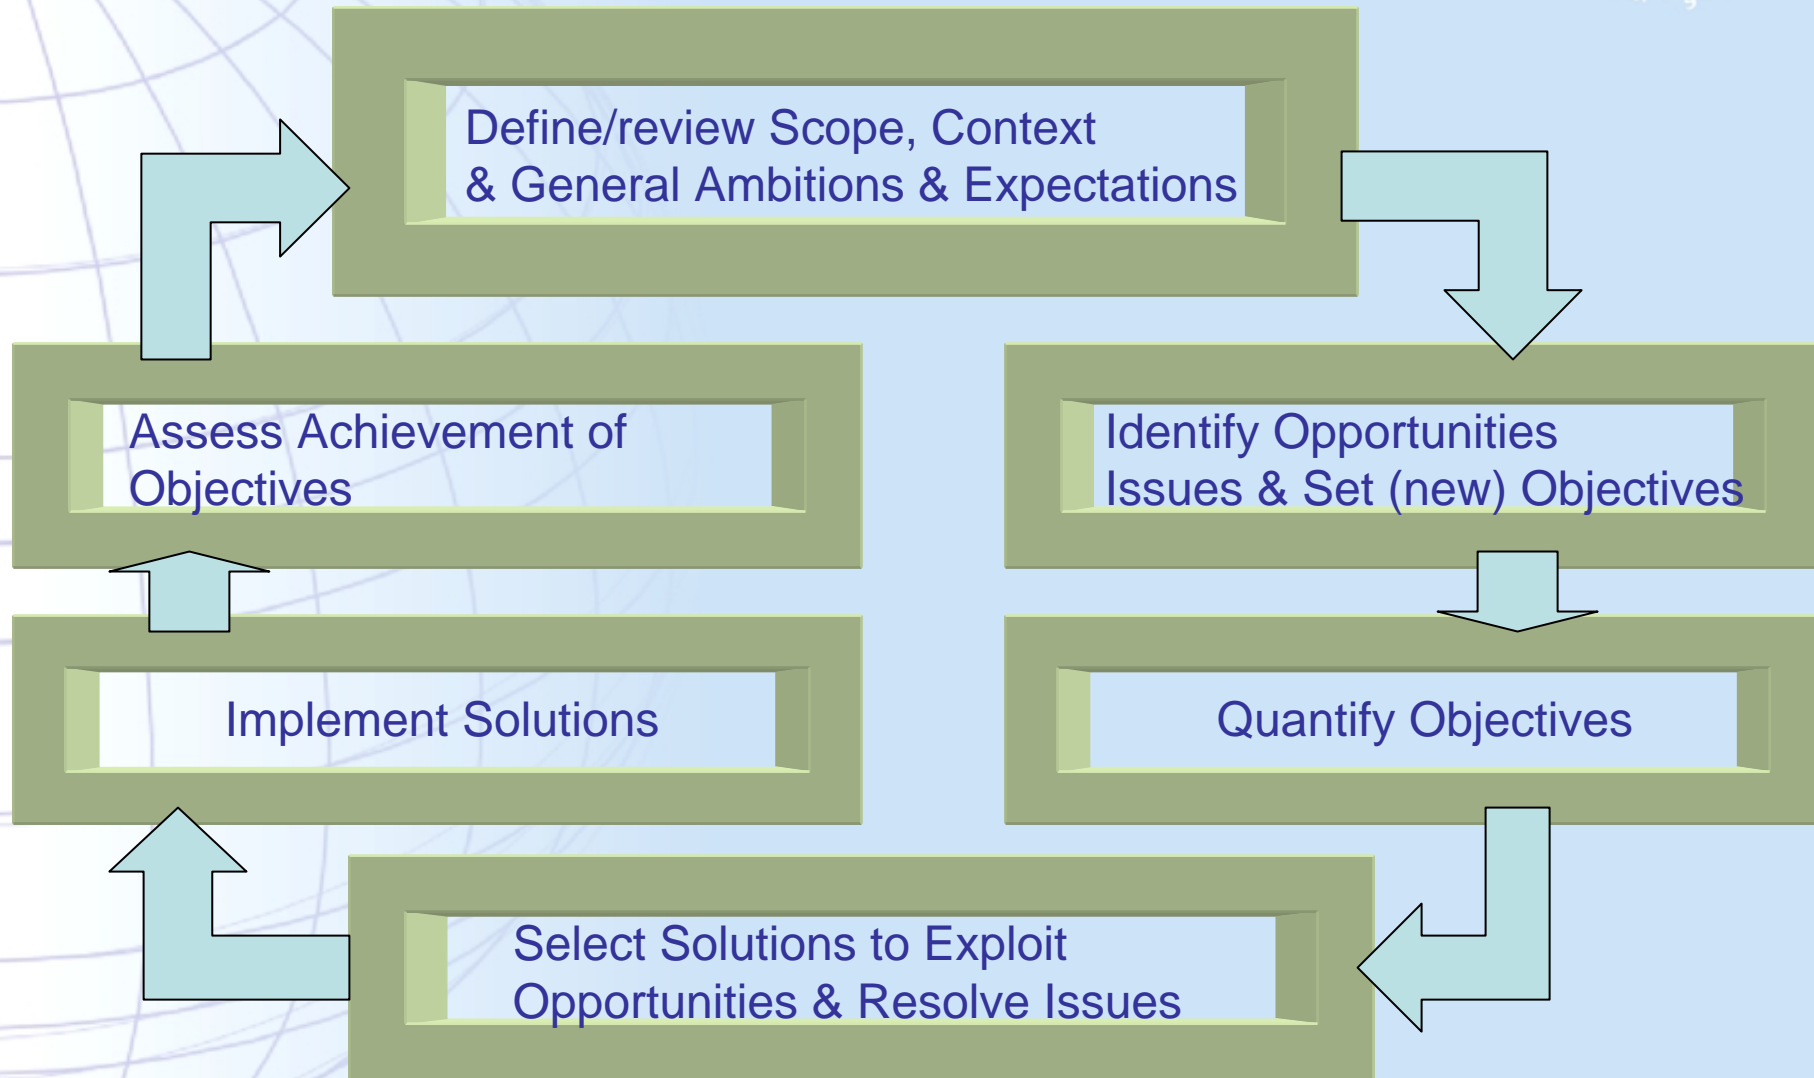 Define/review Scope, Context
& General Ambitions & Expectations
Identify Opportunities
Issues & Set (new) Objectives
Quantify Objectives
Select Solutions to Exploit
Opportunities & Resolve Issues
Implement Solutions
Assess Achievement of
Objectives